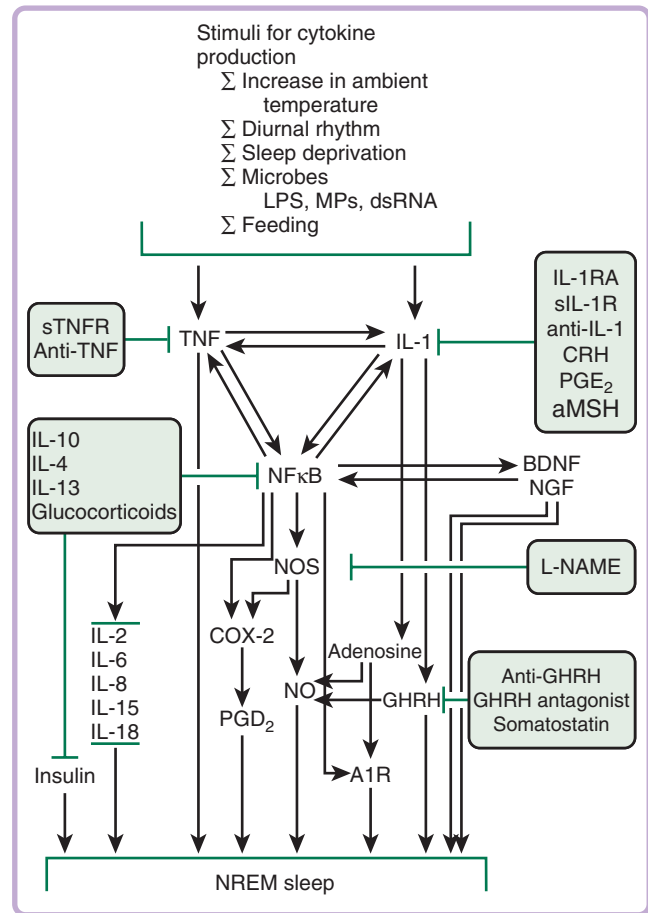 Stimuli for cytokine
production
∑ Increase in ambient
temperature
∑ Diurnal rhythm
∑ Sleep deprivation
∑ Microbes
LPS, MPs, dsRNA
∑ Feeding
sTNFR
Anti-TNF
TNF
IL-1
IL-1RA
sIL-1R
anti-IL-1
CRH
PGE₂
aMSH
IL-10
IL-4
IL-13
Glucocorticoids
NFκB
BDNF
NGF
NOS
L-NAME
IL-2
IL-6
IL-8
IL-15
IL-18
COX-2
Adenosine
NO
GHRH
Anti-GHRH
GHRH antagonist
Somatostatin
PGD₂
Insulin
A1R
NREM sleep